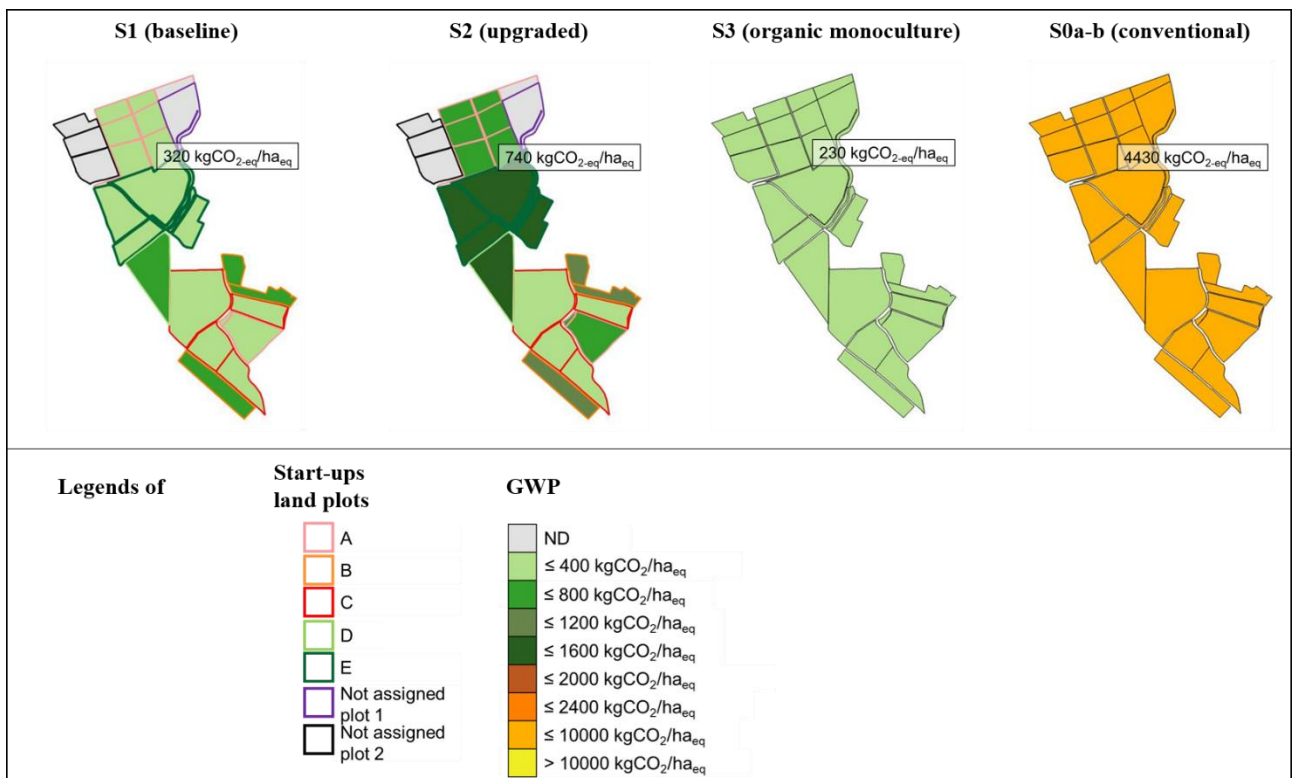 S1 (baseline)
S2 (upgraded)
S3 (organic monoculture)
S0a-b (conventional)
320 kgCO2-eq/haeq
740 kgCO2-eq/haeq
230 kgCO2-eq/haeq
4430 kgCO2-eq/haeq
Legends of
Start-ups
land plots
A
B
C
D
E
Not assigned
plot 1
Not assigned
plot 2
GWP
ND
≤ 400 kgCO2/haeq
≤ 800 kgCO2/haeq
≤ 1200 kgCO2/haeq
≤ 1600 kgCO2/haeq
≤ 2000 kgCO2/haeq
≤ 2400 kgCO2/haeq
≤ 10000 kgCO2/haeq
> 10000 kgCO2/haeq